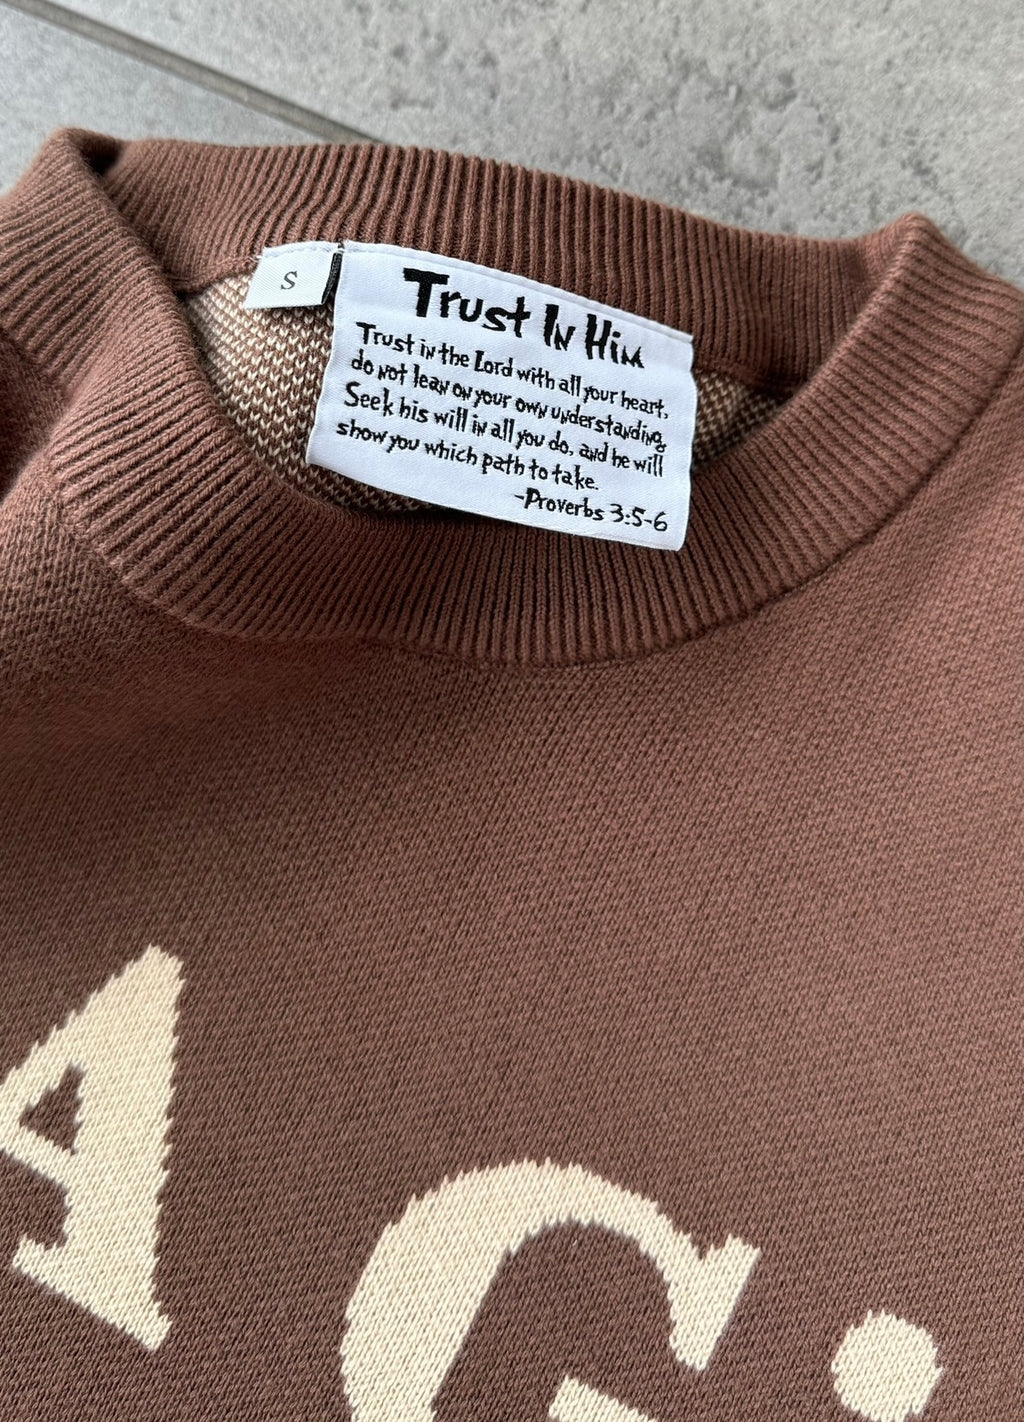 S
Trust In Him
Trust in the Lord with all your heart,
do not lean on your own understanding.
Seek his will in all you do, and he will
show you which path to take.
-Proverbs 3:5-6
A G